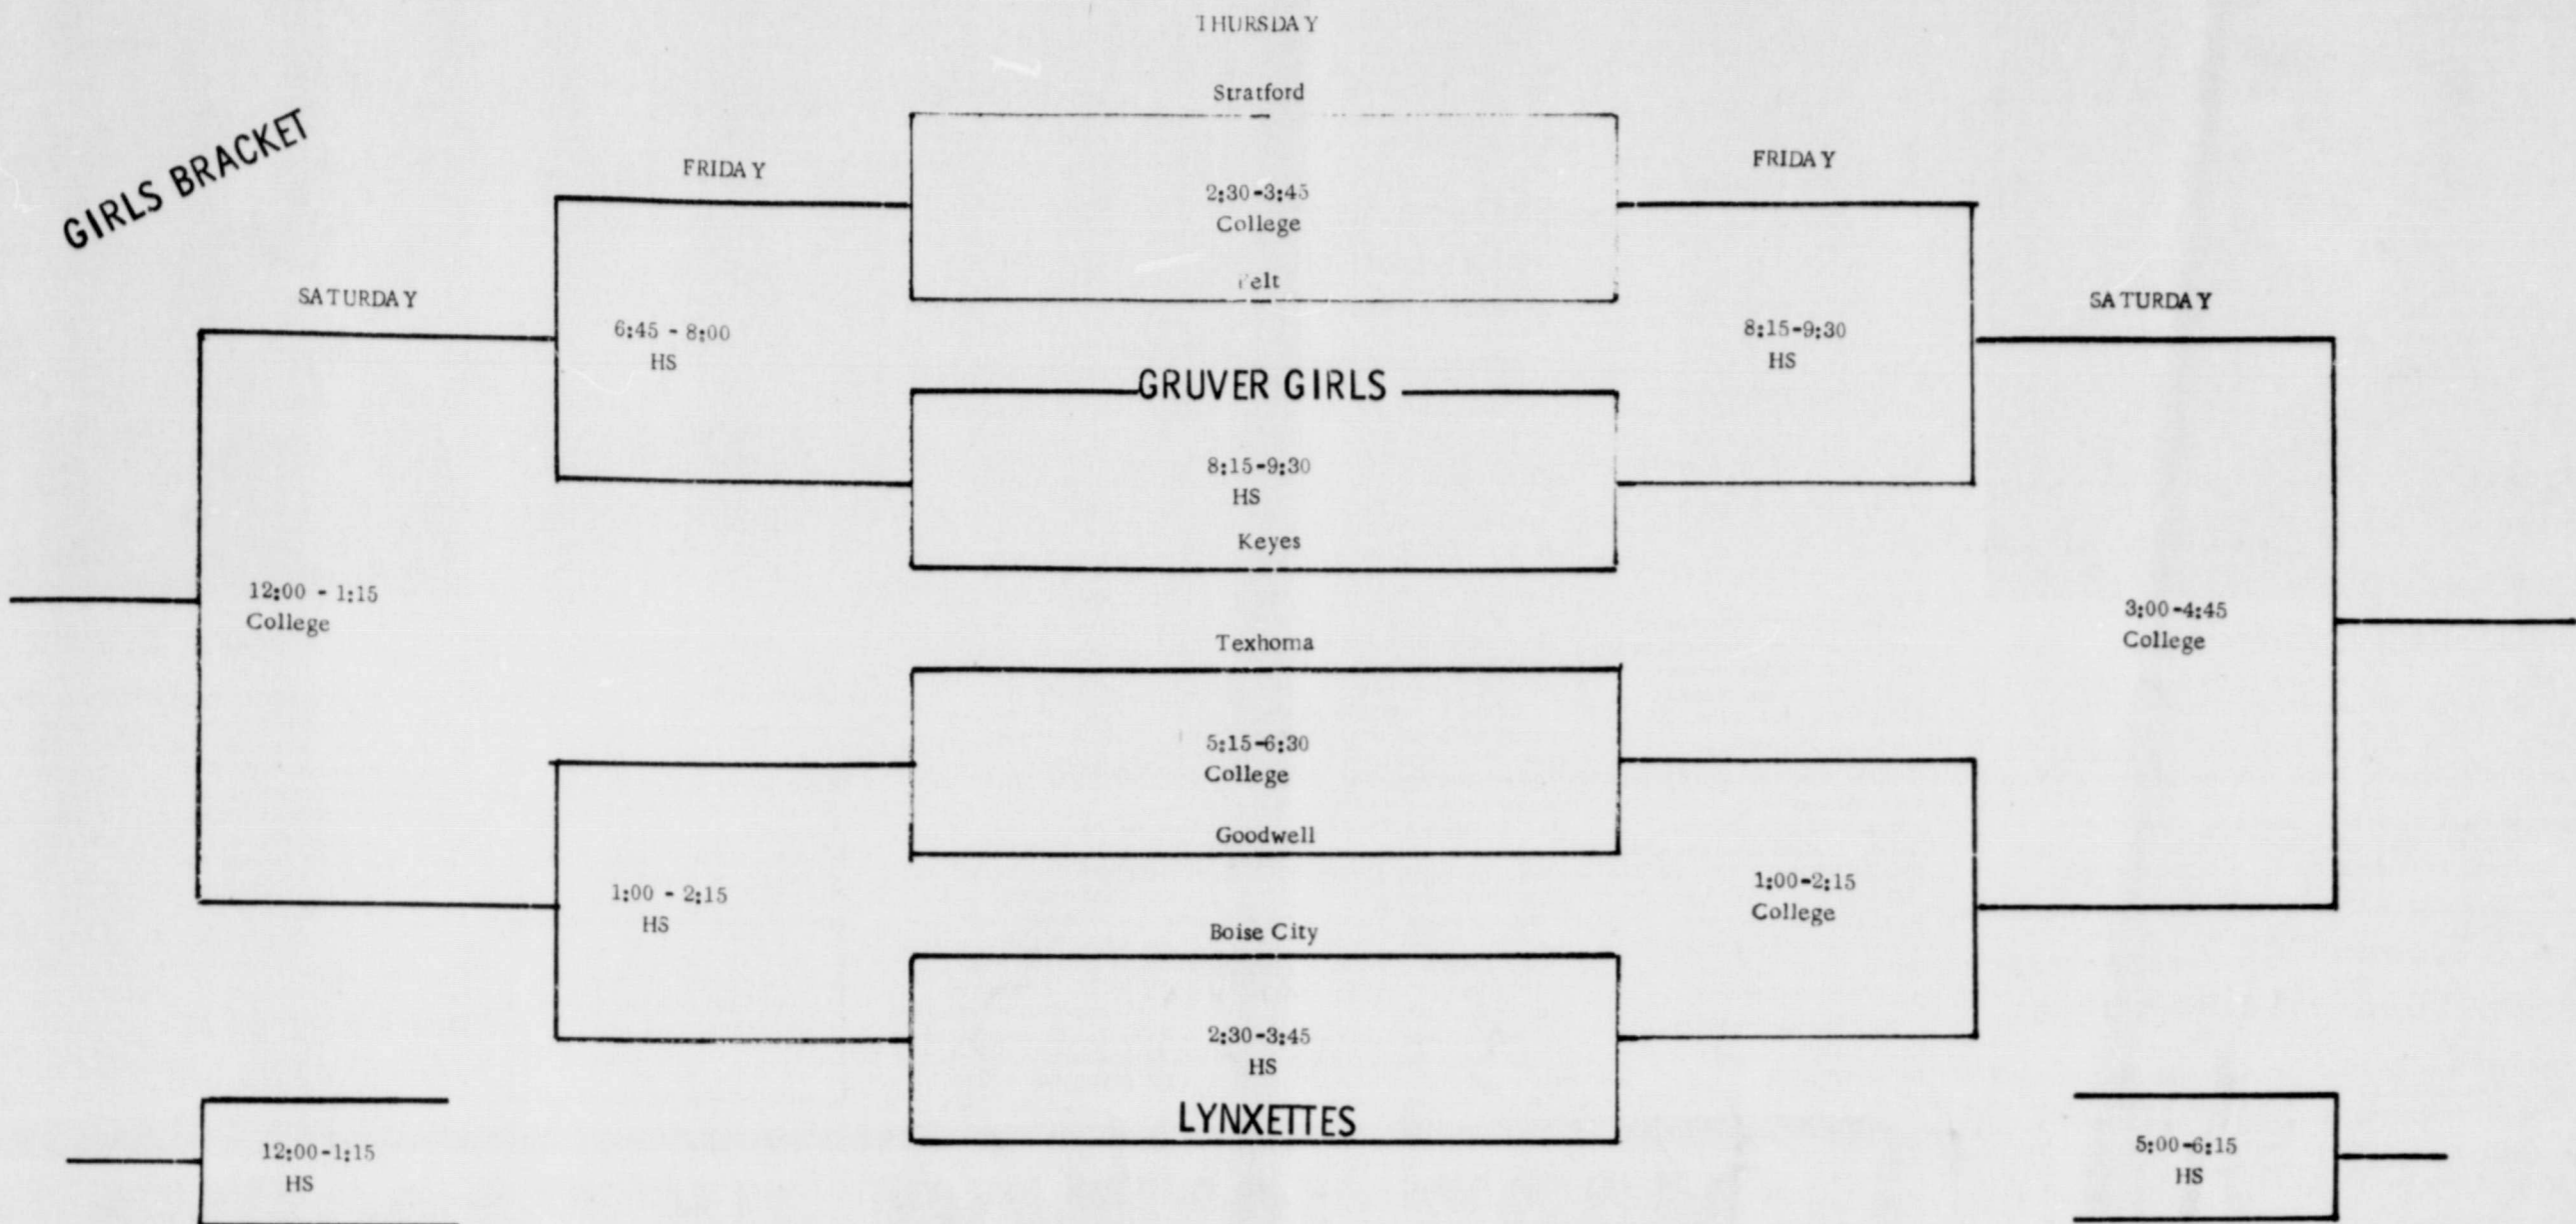 THURSDAY
Stratford
GIRLS BRACKET
FRIDAY
FRIDAY
2:30-3:45
College
Felt
SATURDAY
SATURDAY
6:45 - 8:00
HS
8:15-9:30
HS
GRUVER GIRLS
8:15-9:30
HS
Keyes
12:00 - 1:15
College
3:00-4:45
College
Texhoma
5:15-6:30
College
Goodwell
1:00 - 2:15
HS
1:00-2:15
College
Boise City
2:30-3:45
HS
LYNXETTES
12:00-1:15
HS
5:00-6:15
HS